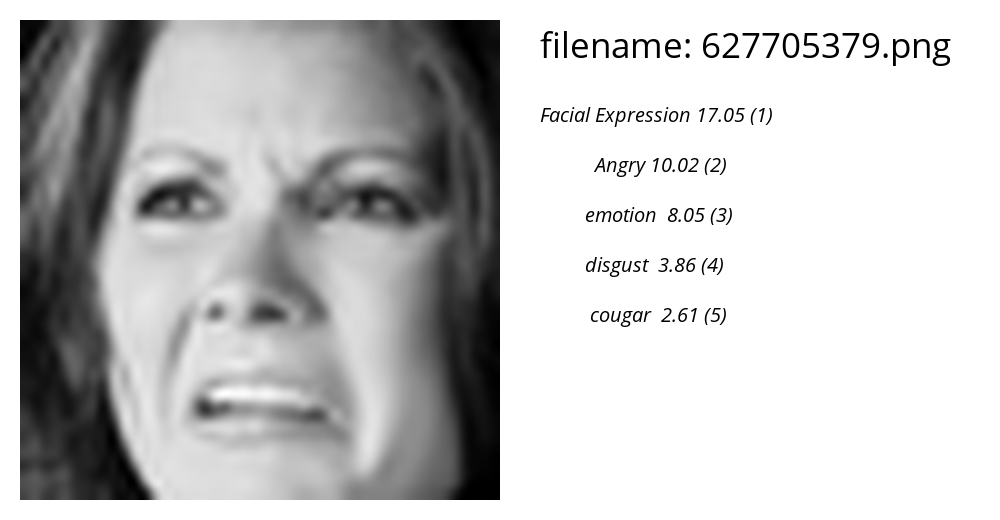 filename: 627705379.png
Facial Expression 17.05 (1)
Angry 10.02 (2)
emotion 8.05 (3)
disgust 3.86 (4)
cougar 2.61 (5)